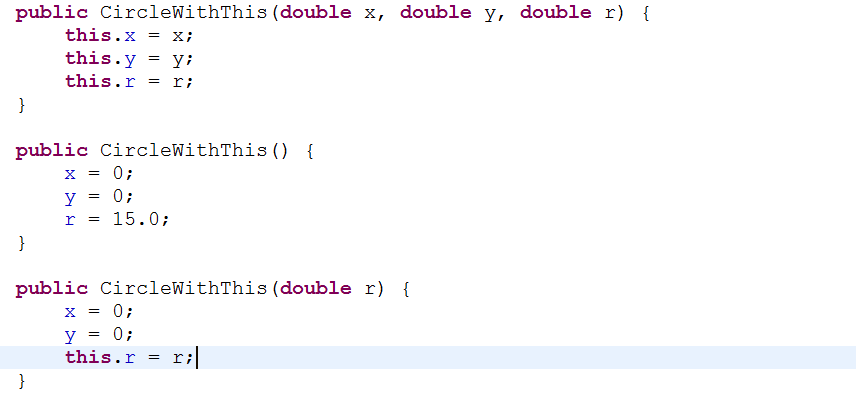 public CircleWithThis(double x, double y, double r) {
    this.x = x;
    this.y = y;
    this.r = r;
}

public CircleWithThis() {
    x = 0;
    y = 0;
    r = 15.0;
}

public CircleWithThis(double r) {
    x = 0;
    y = 0;
    this.r = r;
}